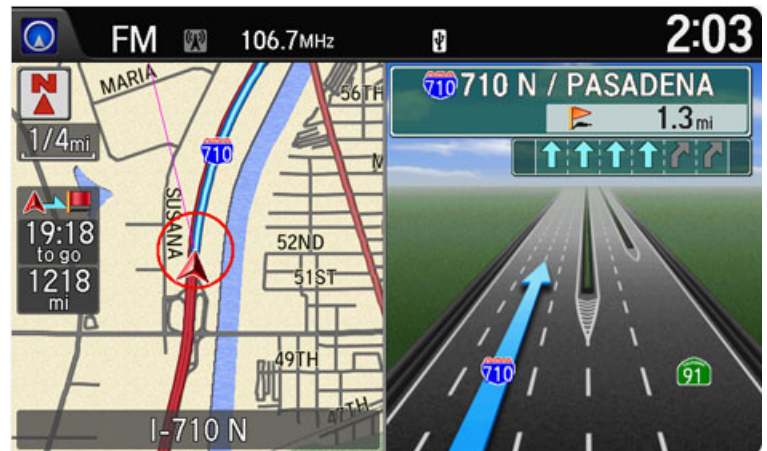 FM
106.7MHz
2:03
N
1/4mi
19:18
to go
1218
mi
MARIA
56TH
710
SUSANA
52ND
51ST
49TH
47TH
I-710 N
710 710 N / PASADENA
1.3mi
710
91